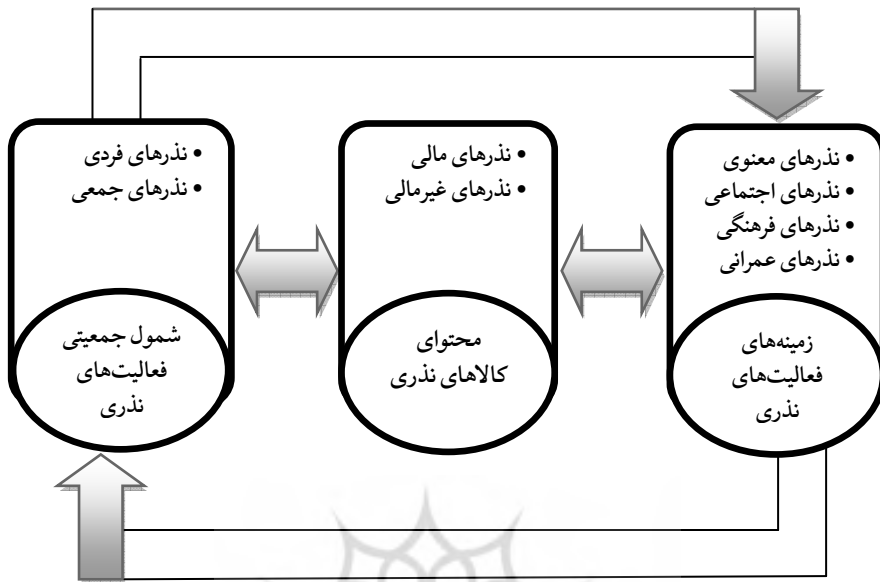 • نذرهای معنوی
• نذرهای اجتماعی
• نذرهای فرهنگی
• نذرهای عمرانی
زمینه‌های
فعالیت‌های
نذری
• نذرهای مالی
• نذرهای غیرمالی
محتوای
کالاهای نذری
• نذرهای فردی
• نذرهای جمعی
شمول جمعیتی
فعالیت‌های
نذری